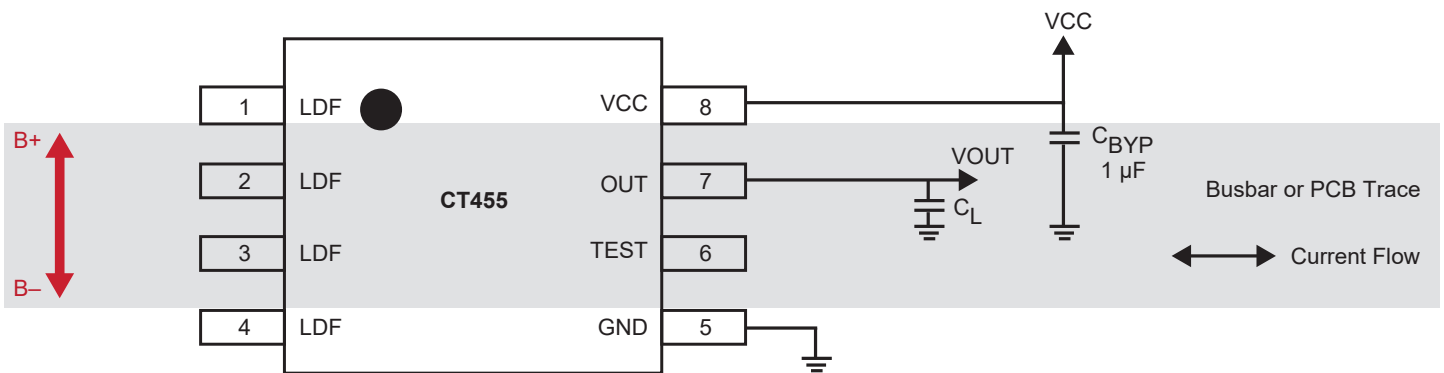 VCC
1 LDF VCC 8
B+
CBYP
1 µF
VOUT
2 LDF OUT 7
CT455
CL
Busbar or PCB Trace
3 LDF TEST 6
Current Flow
B–
4 LDF GND 5